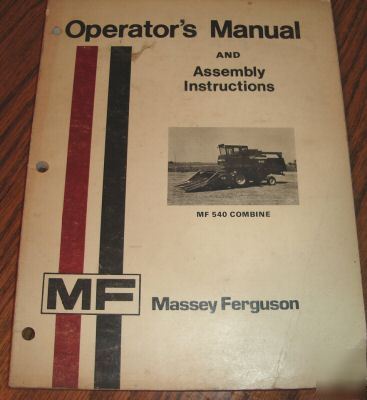 Operator's Manual
AND
Assembly
Instructions
MF 540 COMBINE
MF
Massey Ferguson